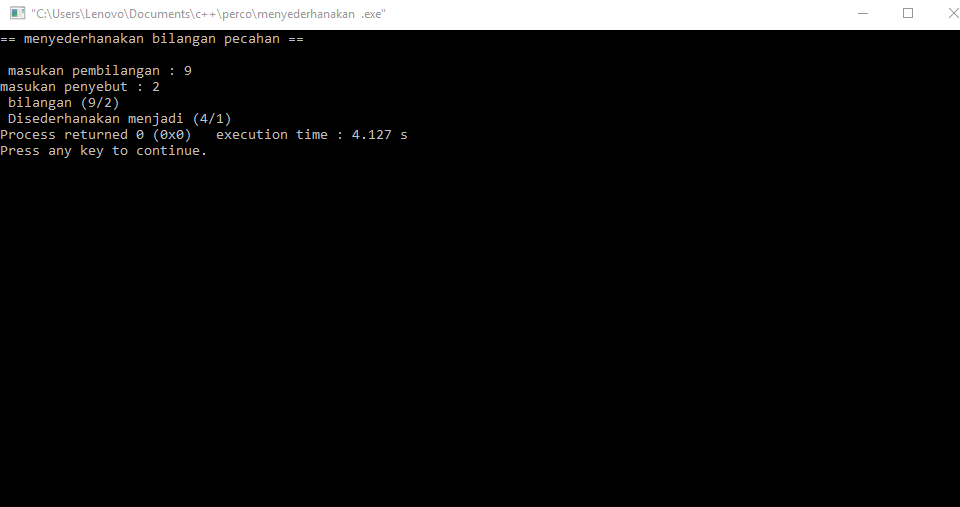 "C:\Users\Lenovo\Documents\c++\perco\menyederhanakan  .exe"
== menyederhanakan bilangan pecahan ==
masukan pembilangan : 9
masukan penyebut : 2
bilangan (9/2)
Disederhanakan menjadi (4/1)
Process returned 0 (0x0)   execution time : 4.127 s
Press any key to continue.